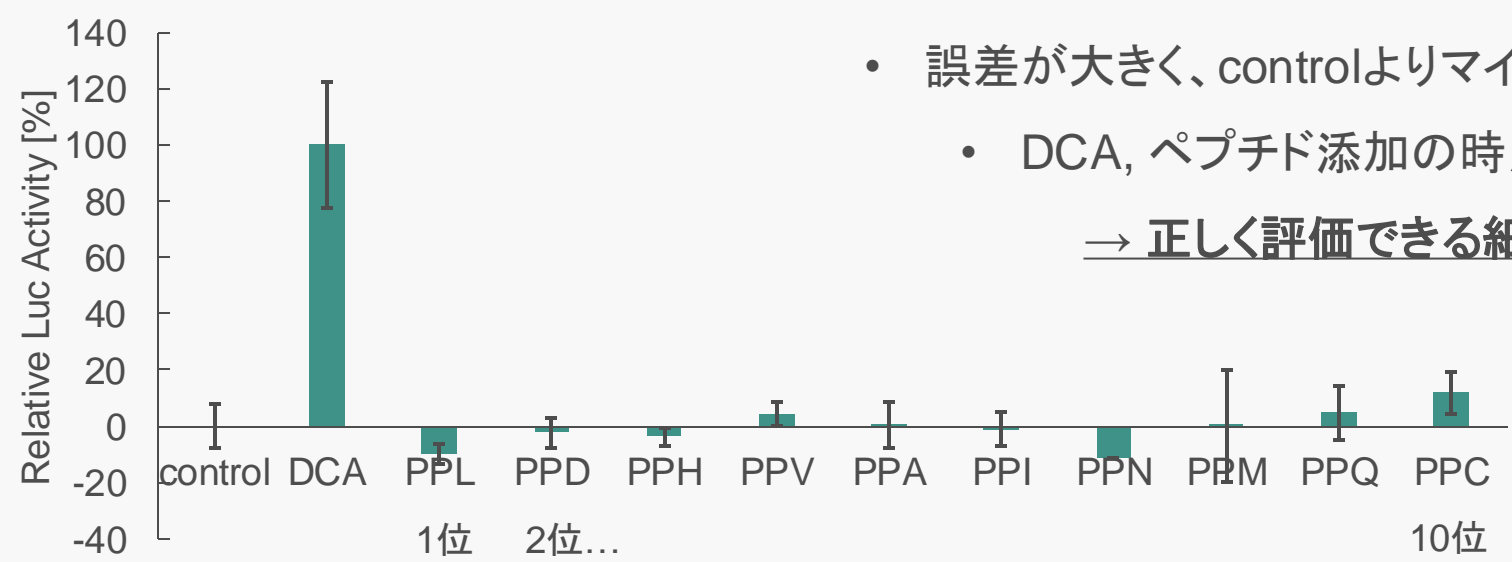 140
120
100
80
60
40
20
0
-20
-40
Relative Luc Activity [%]
• 誤差が大きく、controlよりマイ
• DCA, ペプチド添加の時
→ 正しく評価できる細
control DCA PPL PPD PPH PPV PPA PPI PPN PPM PPQ PPC
1位 2位… 10位